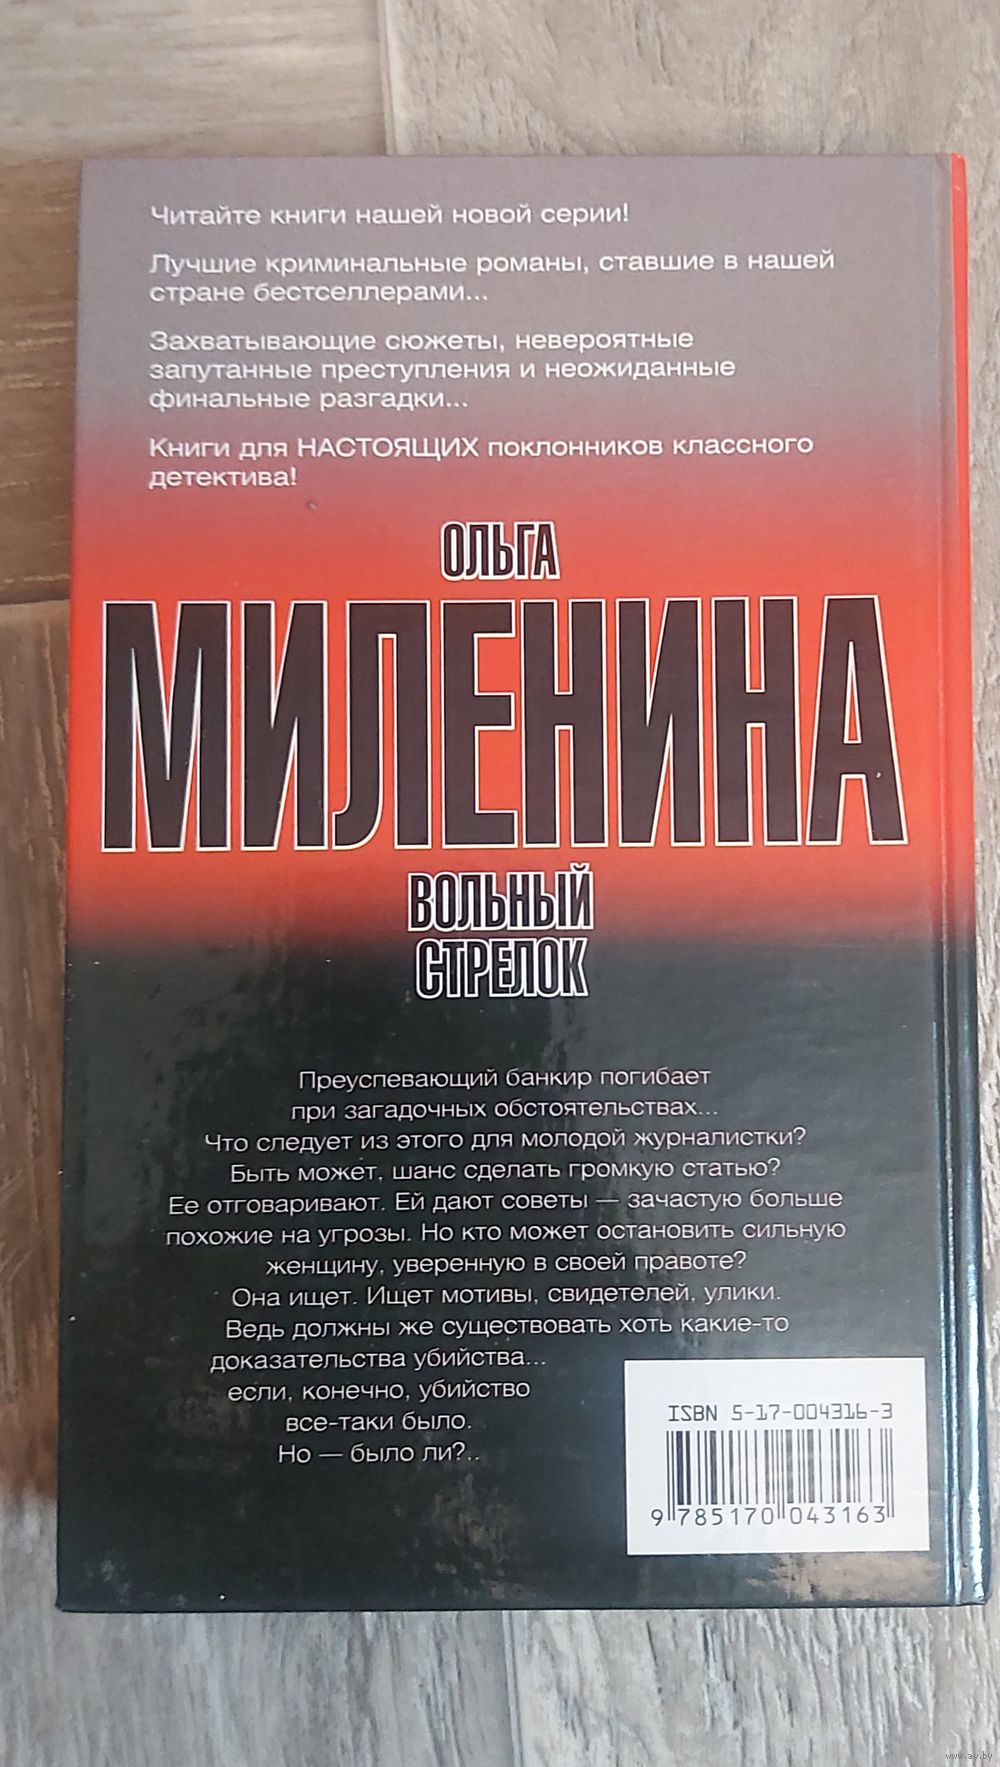 Читайте книги нашей новой серии!
Лучшие криминальные романы, ставшие в нашей
стране бестселлерами...
Захватывающие сюжеты, невероятные
запутанные преступления и неожиданные
финальные разгадки...
Книги для НАСТОЯЩИХ поклонников классного
детектива!
ОЛЬГА
МИЛЕНИНА
ВОЛЬНЫЙ
СТРЕЛОК
Преуспевающий банкир погибает
при загадочных обстоятельствах...
Что следует из этого для молодой журналистки?
Быть может, шанс сделать громкую статью?
Ее отговаривают. Ей дают советы — зачастую больше
похожие на угрозы. Но кто может остановить сильную
женщину, уверенную в своей правоте?
Она ищет. Ищет мотивы, свидетелей, улики.
Ведь должны же существовать хоть какие-то
доказательства убийства...
если, конечно, убийство
все-таки было.
Но — было ли?..
ISBN 5-17-004316-3
9 785170 043163
www.ay.by